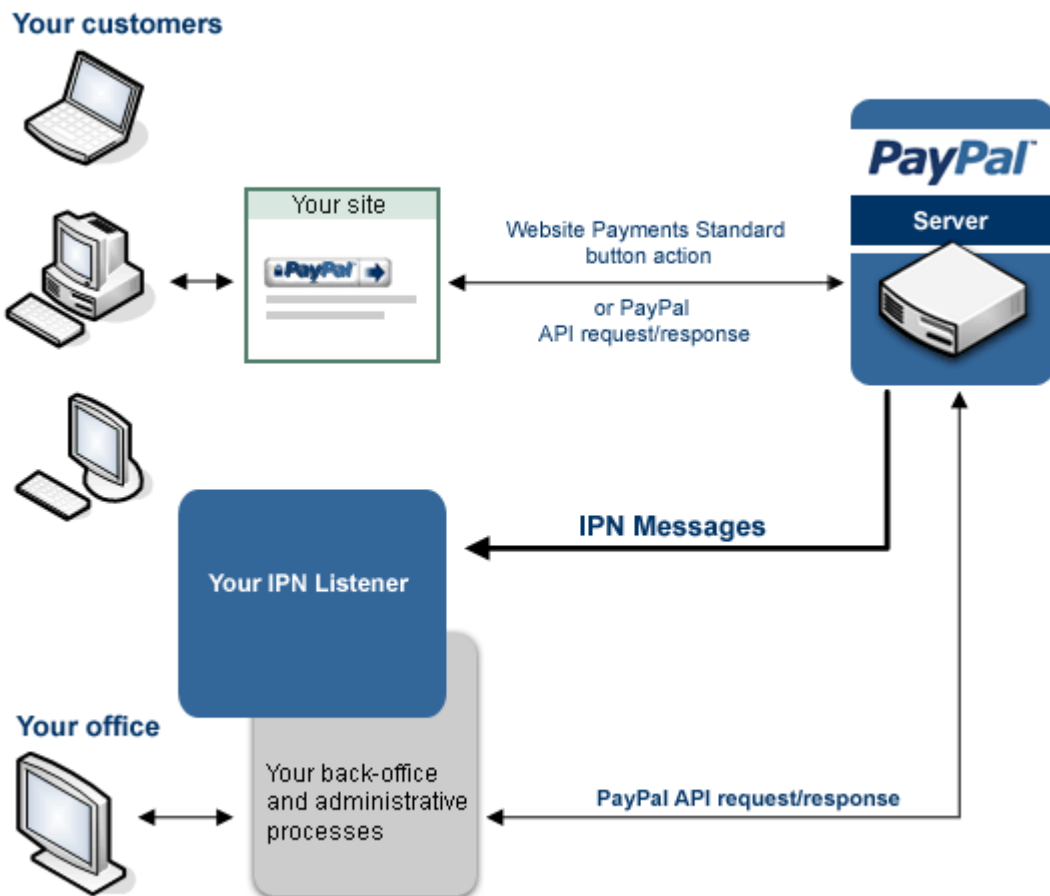 Your customers
PayPal™
Server
Your site
PayPal
Website Payments Standard
button action
or PayPal
API request/response
IPN Messages
Your IPN Listener
Your office
Your back-office
and administrative
processes
PayPal API request/response